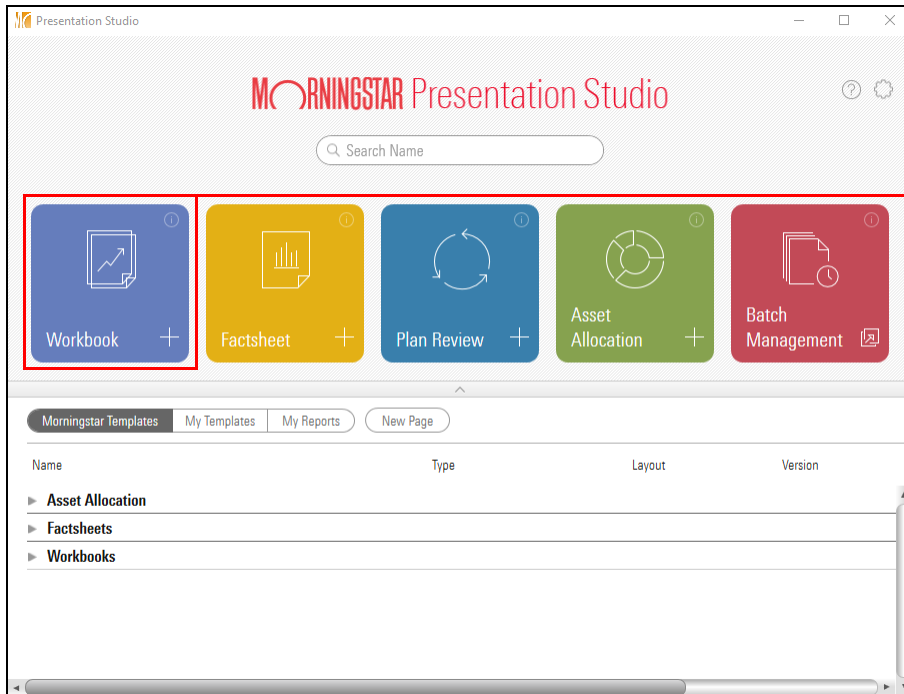 Presentation Studio
MORNINGSTAR Presentation Studio
Search Name
Workbook
Factsheet
Plan Review
Asset
Allocation
Batch
Management
Morningstar Templates My Templates My Reports New Page
Name Type Layout Version
Asset Allocation
Factsheets
Workbooks